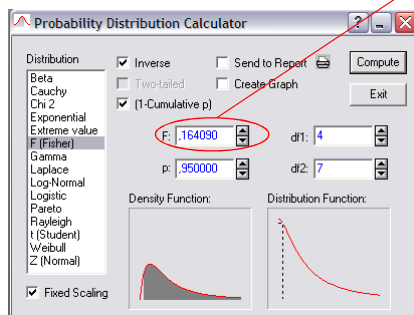 Probability Distribution Calculator
Distribution
Beta
Cauchy
Chi 2
Exponential
Extreme value
F (Fisher)
Gamma
Laplace
Log-Normal
Logistic
Pareto
Rayleigh
t (Student)
Weibull
Z (Normal)
Fixed Scaling
Inverse
Send to Report
Two-tailed
Create Graph
(1-Cumulative p)
Compute
Exit
F: ,164090
df1: 4
p: ,950000
df2: 7
Density Function:
Distribution Function: